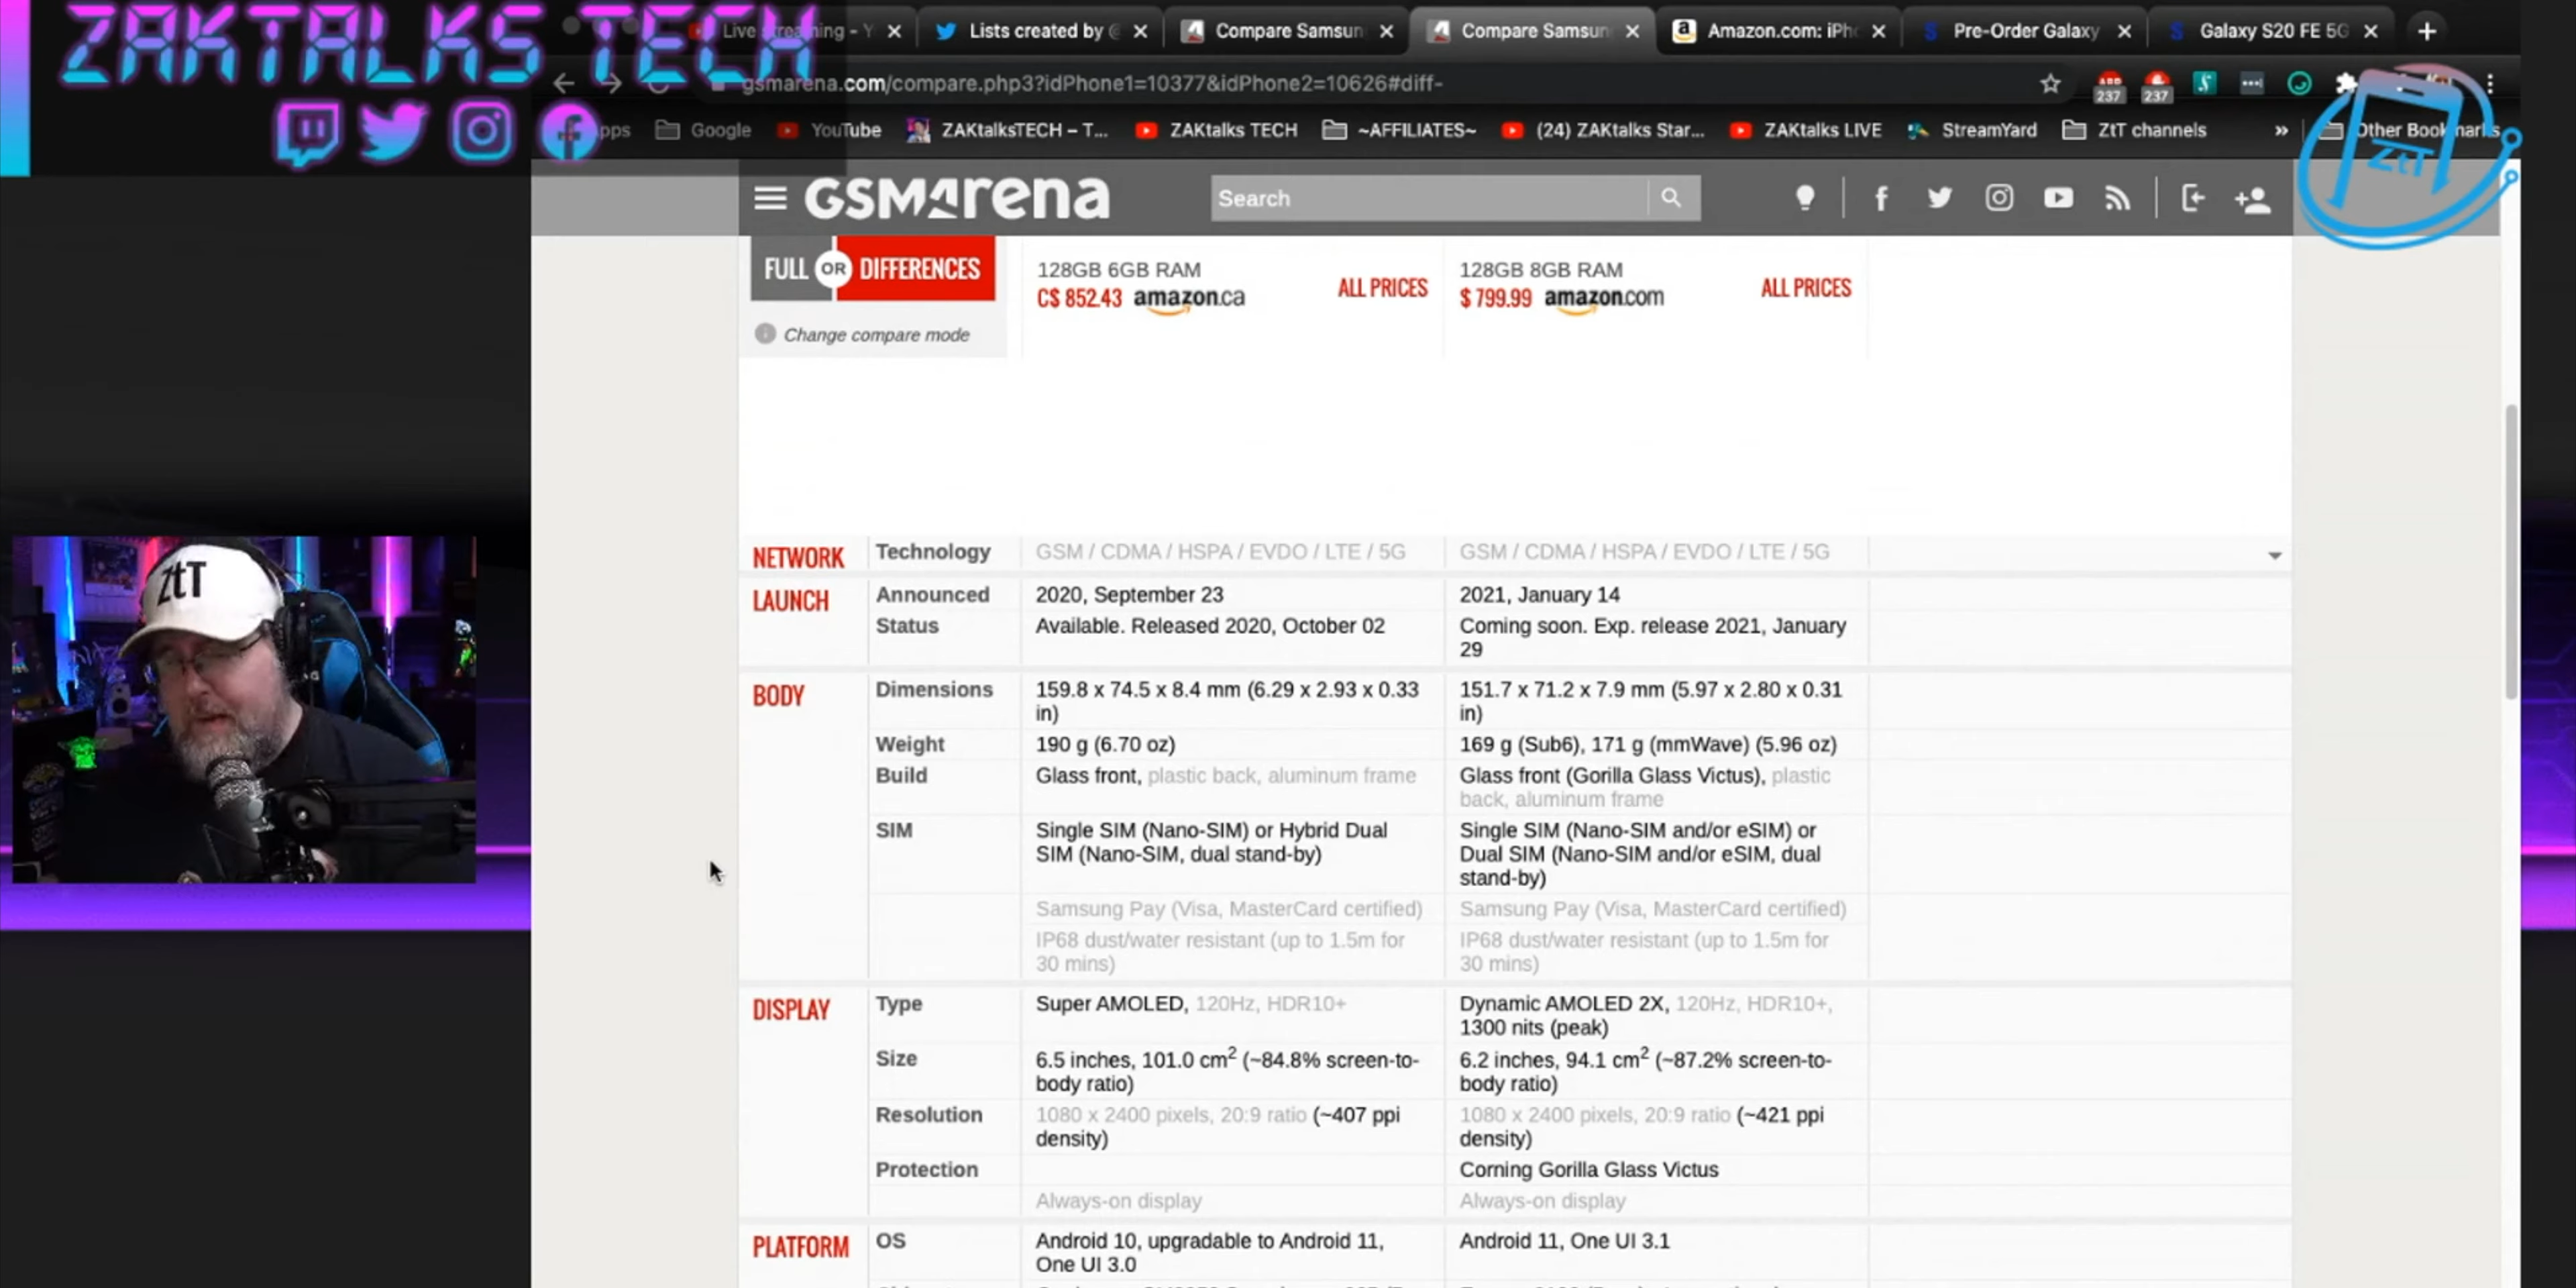 ZAKTALKS TECH
Live streaming - Y
Lists created by @
Compare Samsun
Compare Samsun
Amazon.com: iPh
Pre-Order Galaxy
Galaxy S20 FE 5G
gsmarena.com/compare.php3?idPhone1=10377&idPhone2=10626#diff-
237
237
Apps
Google
YouTube
ZAKtalksTECH – T...
ZAKtalks TECH
~AFFILIATES~
(24) ZAKtalks Star...
ZAKtalks LIVE
StreamYard
ZtT channels
»
Other Bookmarks
ZtT
GSMArena
Search
FULL OR DIFFERENCES
Change compare mode
128GB 6GB RAM
C$ 852.43 amazon.ca
ALL PRICES
128GB 8GB RAM
$ 799.99 amazon.com
ALL PRICES
NETWORK Technology GSM / CDMA / HSPA / EVDO / LTE / 5G GSM / CDMA / HSPA / EVDO / LTE / 5G
LAUNCH Announced 2020, September 23 2021, January 14
Status Available. Released 2020, October 02 Coming soon. Exp. release 2021, January
29
BODY Dimensions 159.8 x 74.5 x 8.4 mm (6.29 x 2.93 x 0.33 151.7 x 71.2 x 7.9 mm (5.97 x 2.80 x 0.31
in) in)
Weight 190 g (6.70 oz) 169 g (Sub6), 171 g (mmWave) (5.96 oz)
Build Glass front, plastic back, aluminum frame Glass front (Gorilla Glass Victus), plastic
back, aluminum frame
SIM Single SIM (Nano-SIM) or Hybrid Dual Single SIM (Nano-SIM and/or eSIM) or
SIM (Nano-SIM, dual stand-by) Dual SIM (Nano-SIM and/or eSIM, dual
stand-by)
Samsung Pay (Visa, MasterCard certified) Samsung Pay (Visa, MasterCard certified)
IP68 dust/water resistant (up to 1.5m for IP68 dust/water resistant (up to 1.5m for
30 mins) 30 mins)
DISPLAY Type Super AMOLED, 120Hz, HDR10+ Dynamic AMOLED 2X, 120Hz, HDR10+,
1300 nits (peak)
Size 6.5 inches, 101.0 cm2 (~84.8% screen-to- 6.2 inches, 94.1 cm2 (~87.2% screen-to-
body ratio) body ratio)
Resolution 1080 x 2400 pixels, 20:9 ratio (~407 ppi 1080 x 2400 pixels, 20:9 ratio (~421 ppi
density) density)
Protection Corning Gorilla Glass Victus
Always-on display Always-on display
PLATFORM OS Android 10, upgradable to Android 11, Android 11, One UI 3.1
One UI 3.0
ZtT